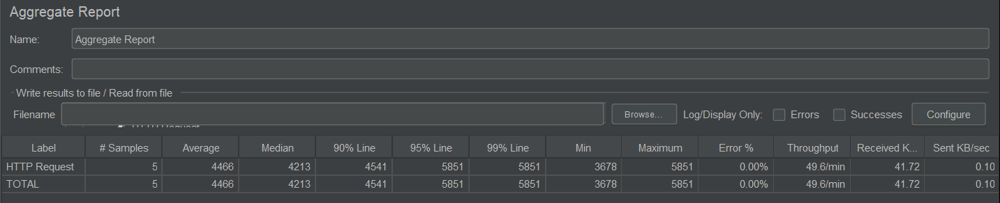 Aggregate Report
Name: Aggregate Report
Comments:
Write results to file / Read from file
Filename Browse... Log/Display Only: Errors Successes Configure
HTTP Request
Label # Samples Average Median 90% Line 95% Line 99% Line Min Maximum Error % Throughput Received K... Sent KB/sec
HTTP Request 5 4466 4213 4541 5851 5851 3678 5851 0.00% 49.6/min 41.72 0.10
TOTAL 5 4466 4213 4541 5851 5851 3678 5851 0.00% 49.6/min 41.72 0.10